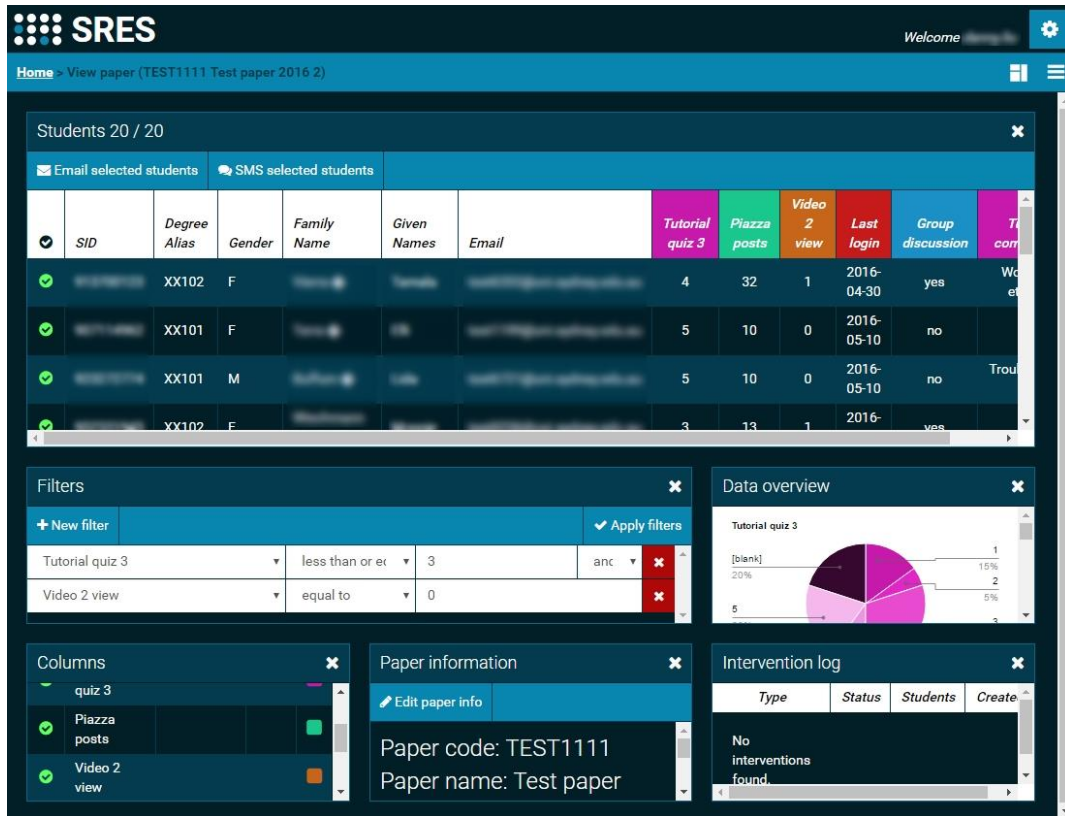 SRES
Welcome
Home > View paper (TEST1111 Test paper 2016 2)
Students 20 / 20
Email selected students SMS selected students
SID Degree Alias Gender Family Name Given Names Email Tutorial quiz 3 Piazza posts Video 2 view Last login Group discussion
XX102 F 4 32 1 2016-04-30 yes
XX101 F 5 10 0 2016-05-10 no
XX101 M 5 10 0 2016-05-10 no
XX102 F 3 13 1 2016- yes
Filters
New filter Apply filters
Tutorial quiz 3 less than or 3
Video 2 view equal to 0
Data overview
Tutorial quiz 3
[blank] 20%
1 15%
2 5%
5
3
Columns
quiz 3
Piazza posts
Video 2 view
Paper information
Edit paper info
Paper code: TEST1111
Paper name: Test paper
Intervention log
Type Status Students Create
No
interventions
found.